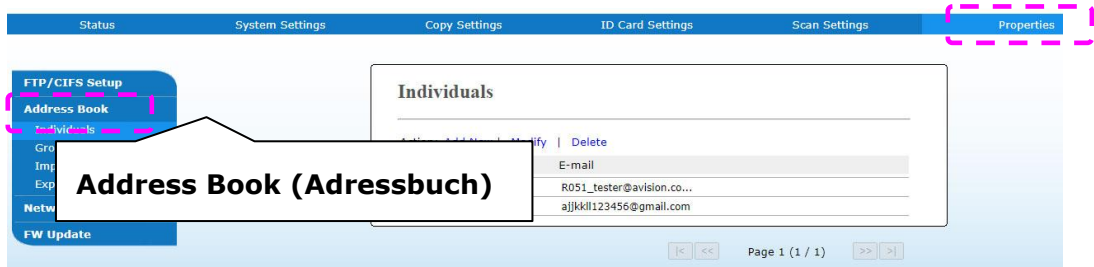 Status System Settings Copy Settings ID Card Settings Scan Settings Properties
FTP/CIFS Setup
Address Book
Individuals
FW Update
Individuals
| Delete
E-mail
R051_tester@avision.co...
ajjkkll123456@gmail.com
Address Book (Adressbuch)
|< << Page 1 (1 / 1) >> >|